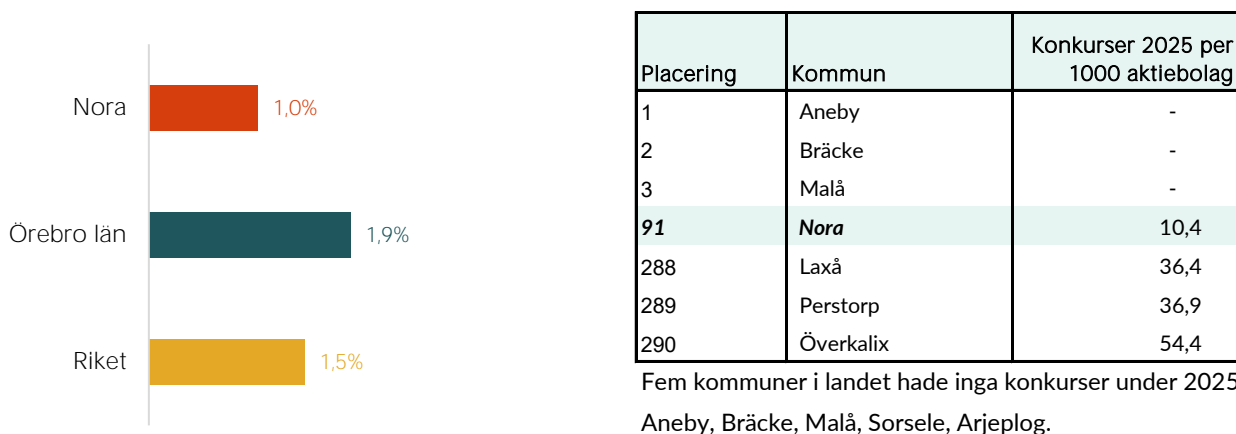 Nora
1,0%
Örebro län
1,9%
Riket
1,5%
Placering Kommun Konkurser 2025 per
1000 aktiebolag
1 Aneby -
2 Bräcke -
3 Malå -
91 Nora 10,4
288 Laxå 36,4
289 Perstorp 36,9
290 Överkalix 54,4
Fem kommuner i landet hade inga konkurser under 2025
Aneby, Bräcke, Malå, Sorsele, Arjeplog.